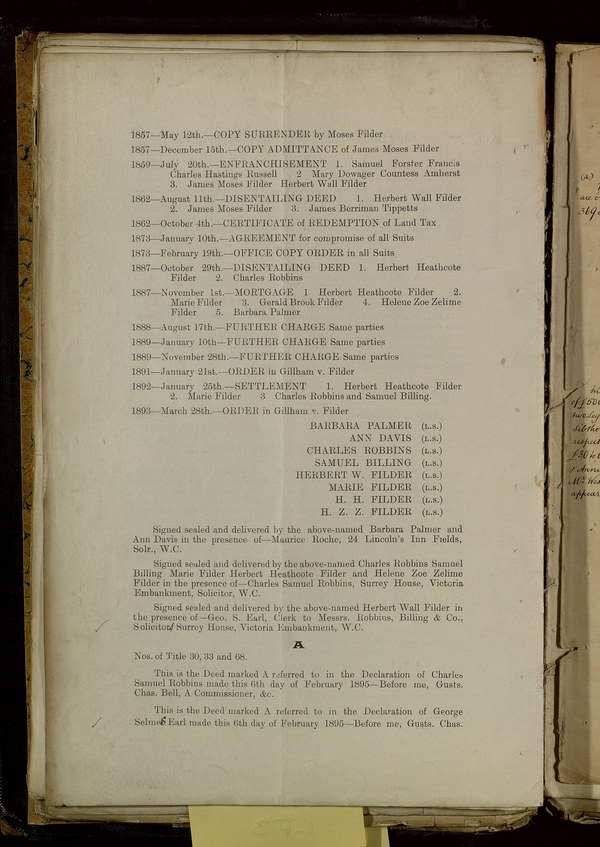 1857—May 12th.—COPY SURRENDER by Moses Filder
1857—December 15th.—COPY ADMITTANCE of James Moses Filder
1859—July 20th.—ENFRANCHISEMENT 1. Samuel Forster Francis
Charles Hastings Russell 2 Mary Dowager Countess Amherst
3. James Moses Filder Herbert Wall Filder
1862—August 11th.—DISENTAILING DEED 1. Herbert Wall Filder
2. James Moses Filder 3. James Berriman Tippetts
1862—October 4th.—CERTIFICATE of REDEMPTION of Land Tax
1873—January 10th.—AGREEMENT for compromise of all Suits
1873—February 19th.—OFFICE COPY ORDER in all Suits
1887—October 29th.—DISENTAILING DEED 1. Herbert Heathcote
Filder 2. Charles Robbins
1887—November 1st.—MORTGAGE 1 Herbert Heathcote Filder 2.
Marie Filder 3. Gerald Brook Filder 4. Helene Zoe Zelime
Filder 5. Barbara Palmer
1888—August 17th.—FURTHER CHARGE Same parties
1889—January 10th—FURTHER CHARGE Same parties
1889—November 28th.—FURTHER CHARGE Same parties
1891—January 21st.—ORDER in Gillham v. Filder
1892—January 25th.—SETTLEMENT 1. Herbert Heathcote Filder
2. Marie Filder 3 Charles Robbins and Samuel Billing.
1893—March 28th.—ORDER in Gillham v. Filder
BARBARA PALMER (L.S.)
ANN DAVIS (L.S.)
CHARLES ROBBINS (L.S.)
SAMUEL BILLING (L.S.)
HERBERT W. FILDER (L.S.)
MARIE FILDER (L.S.)
H. H. FILDER (L.S.)
H. Z. Z. FILDER (L.S.)
Signed sealed and delivered by the above-named Barbara Palmer and
Ann Davis in the presence of—Maurice Roche, 24 Lincoln's Inn Fields,
Solr., W.C.
Signed sealed and delivered by the above-named Charles Robbins Samuel
Billing Marie Filder Herbert Heathcote Filder and Helene Zoe Zelime
Filder in the presence of—Charles Samuel Robbins, Surrey House, Victoria
Embankment, Solicitor, W.C.
Signed sealed and delivered by the above-named Herbert Wall Filder in
the presence of—Geo. S. Earl, Clerk to Messrs. Robbins, Billing & Co.,
Solicitors Surrey House, Victoria Embankment, W.C.
A
Nos. of Title 30, 33 and 68.
This is the Deed marked A referred to in the Declaration of Charles
Samuel Robbins made this 6th day of February 1895—Before me, Gusts.
Chas. Bell, A Commissioner, &c.
This is the Deed marked A referred to in the Declaration of George
Selmes Earl made this 6th day of February 1895—Before me, Gusts. Chas.
(a)
are
369
of £500
£30
appear